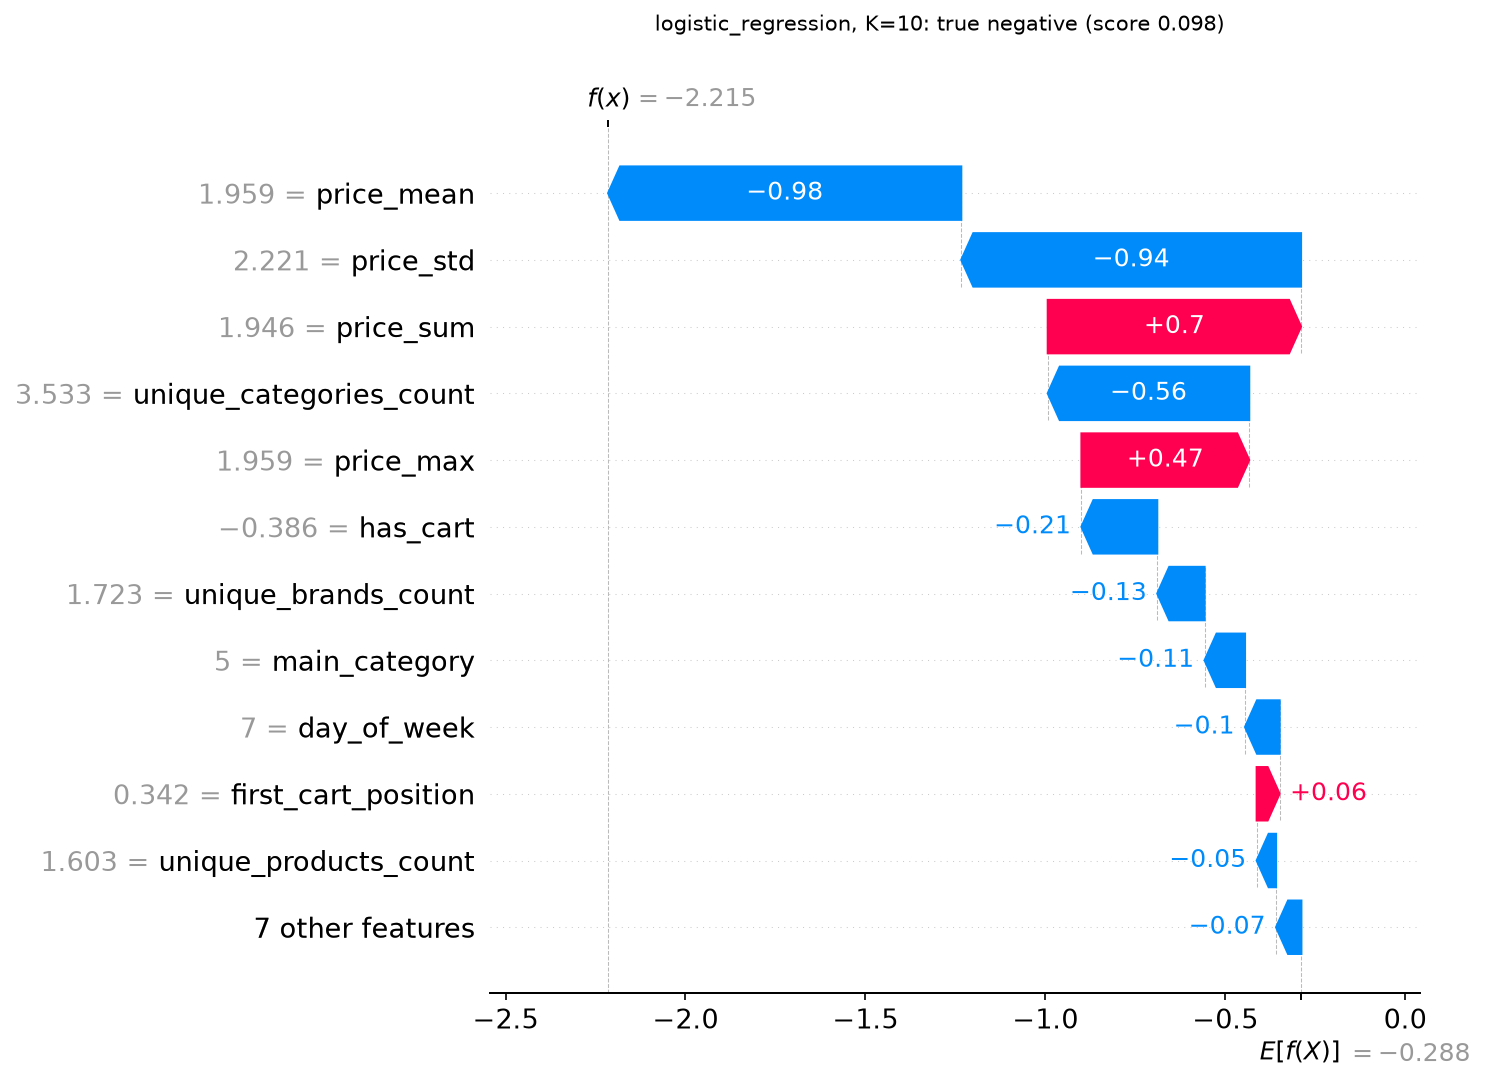 logistic_regression, K=10: true negative (score 0.098)
f(x) = −2.215
1.959 = price_mean −0.98
2.221 = price_std −0.94
1.946 = price_sum +0.7
3.533 = unique_categories_count −0.56
1.959 = price_max +0.47
−0.386 = has_cart −0.21
1.723 = unique_brands_count −0.13
5 = main_category −0.11
7 = day_of_week −0.1
0.342 = first_cart_position +0.06
1.603 = unique_products_count −0.05
7 other features −0.07
−2.5 −2.0 −1.5 −1.0 −0.5 0.0
E[f(X)] = −0.288